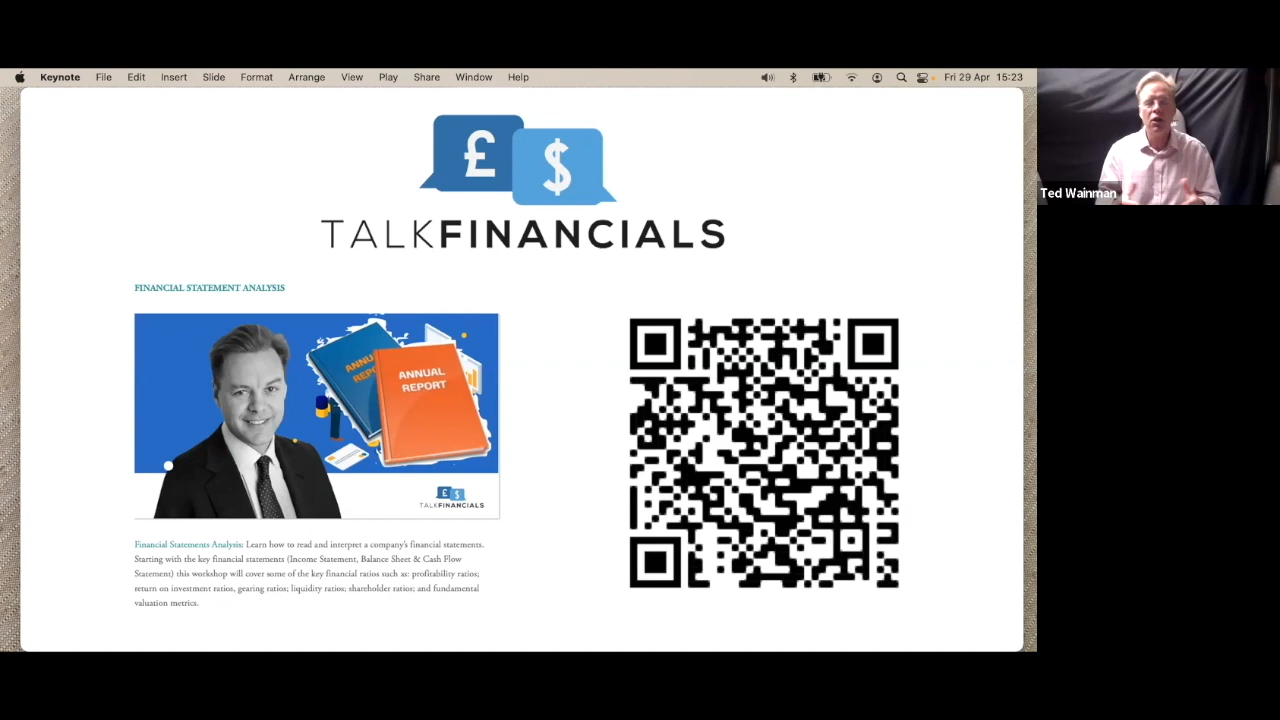 Keynote File Edit Insert Slide Format Arrange View Play Share Window Help Fri 29 Apr 15:23
£ $
TALKFINANCIALS
Ted Wainman
FINANCIAL STATEMENT ANALYSIS
ANNUAL
REPORT
£ $
TALKFINANCIALS
Financial Statements Analysis: Learn how to read and interpret a company's financial statements.
Starting with the key financial statements (Income Statement, Balance Sheet & Cash Flow
Statement) this workshop will cover some of the key financial ratios such as: profitability ratios;
return on investment ratios, gearing ratios; liquidity ratios; shareholder ratios; and fundamental
valuation metrics.